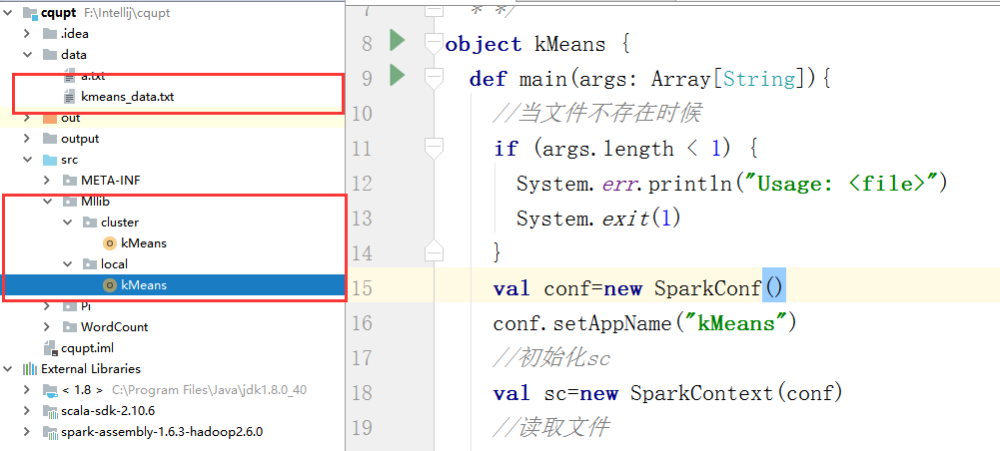 cqupt F:\Intellij\cqupt
.idea
data
a.txt
kmeans_data.txt
out
output
src
META-INF
Mllib
cluster
kMeans
local
kMeans
Pi
WordCount
cqupt.iml
External Libraries
< 1.8 > C:\Program Files\Java\jdk1.8.0_40
scala-sdk-2.10.6
spark-assembly-1.6.3-hadoop2.6.0
7 * */
8 object kMeans {
9 def main(args: Array[String]){
10 //当文件不存在时候
11 if (args.length < 1) {
12 System.err.println("Usage: <file>")
13 System.exit(1)
14 }
15 val conf=new SparkConf()
16 conf.setAppName("kMeans")
17 //初始化sc
18 val sc=new SparkContext(conf)
19 //读取文件